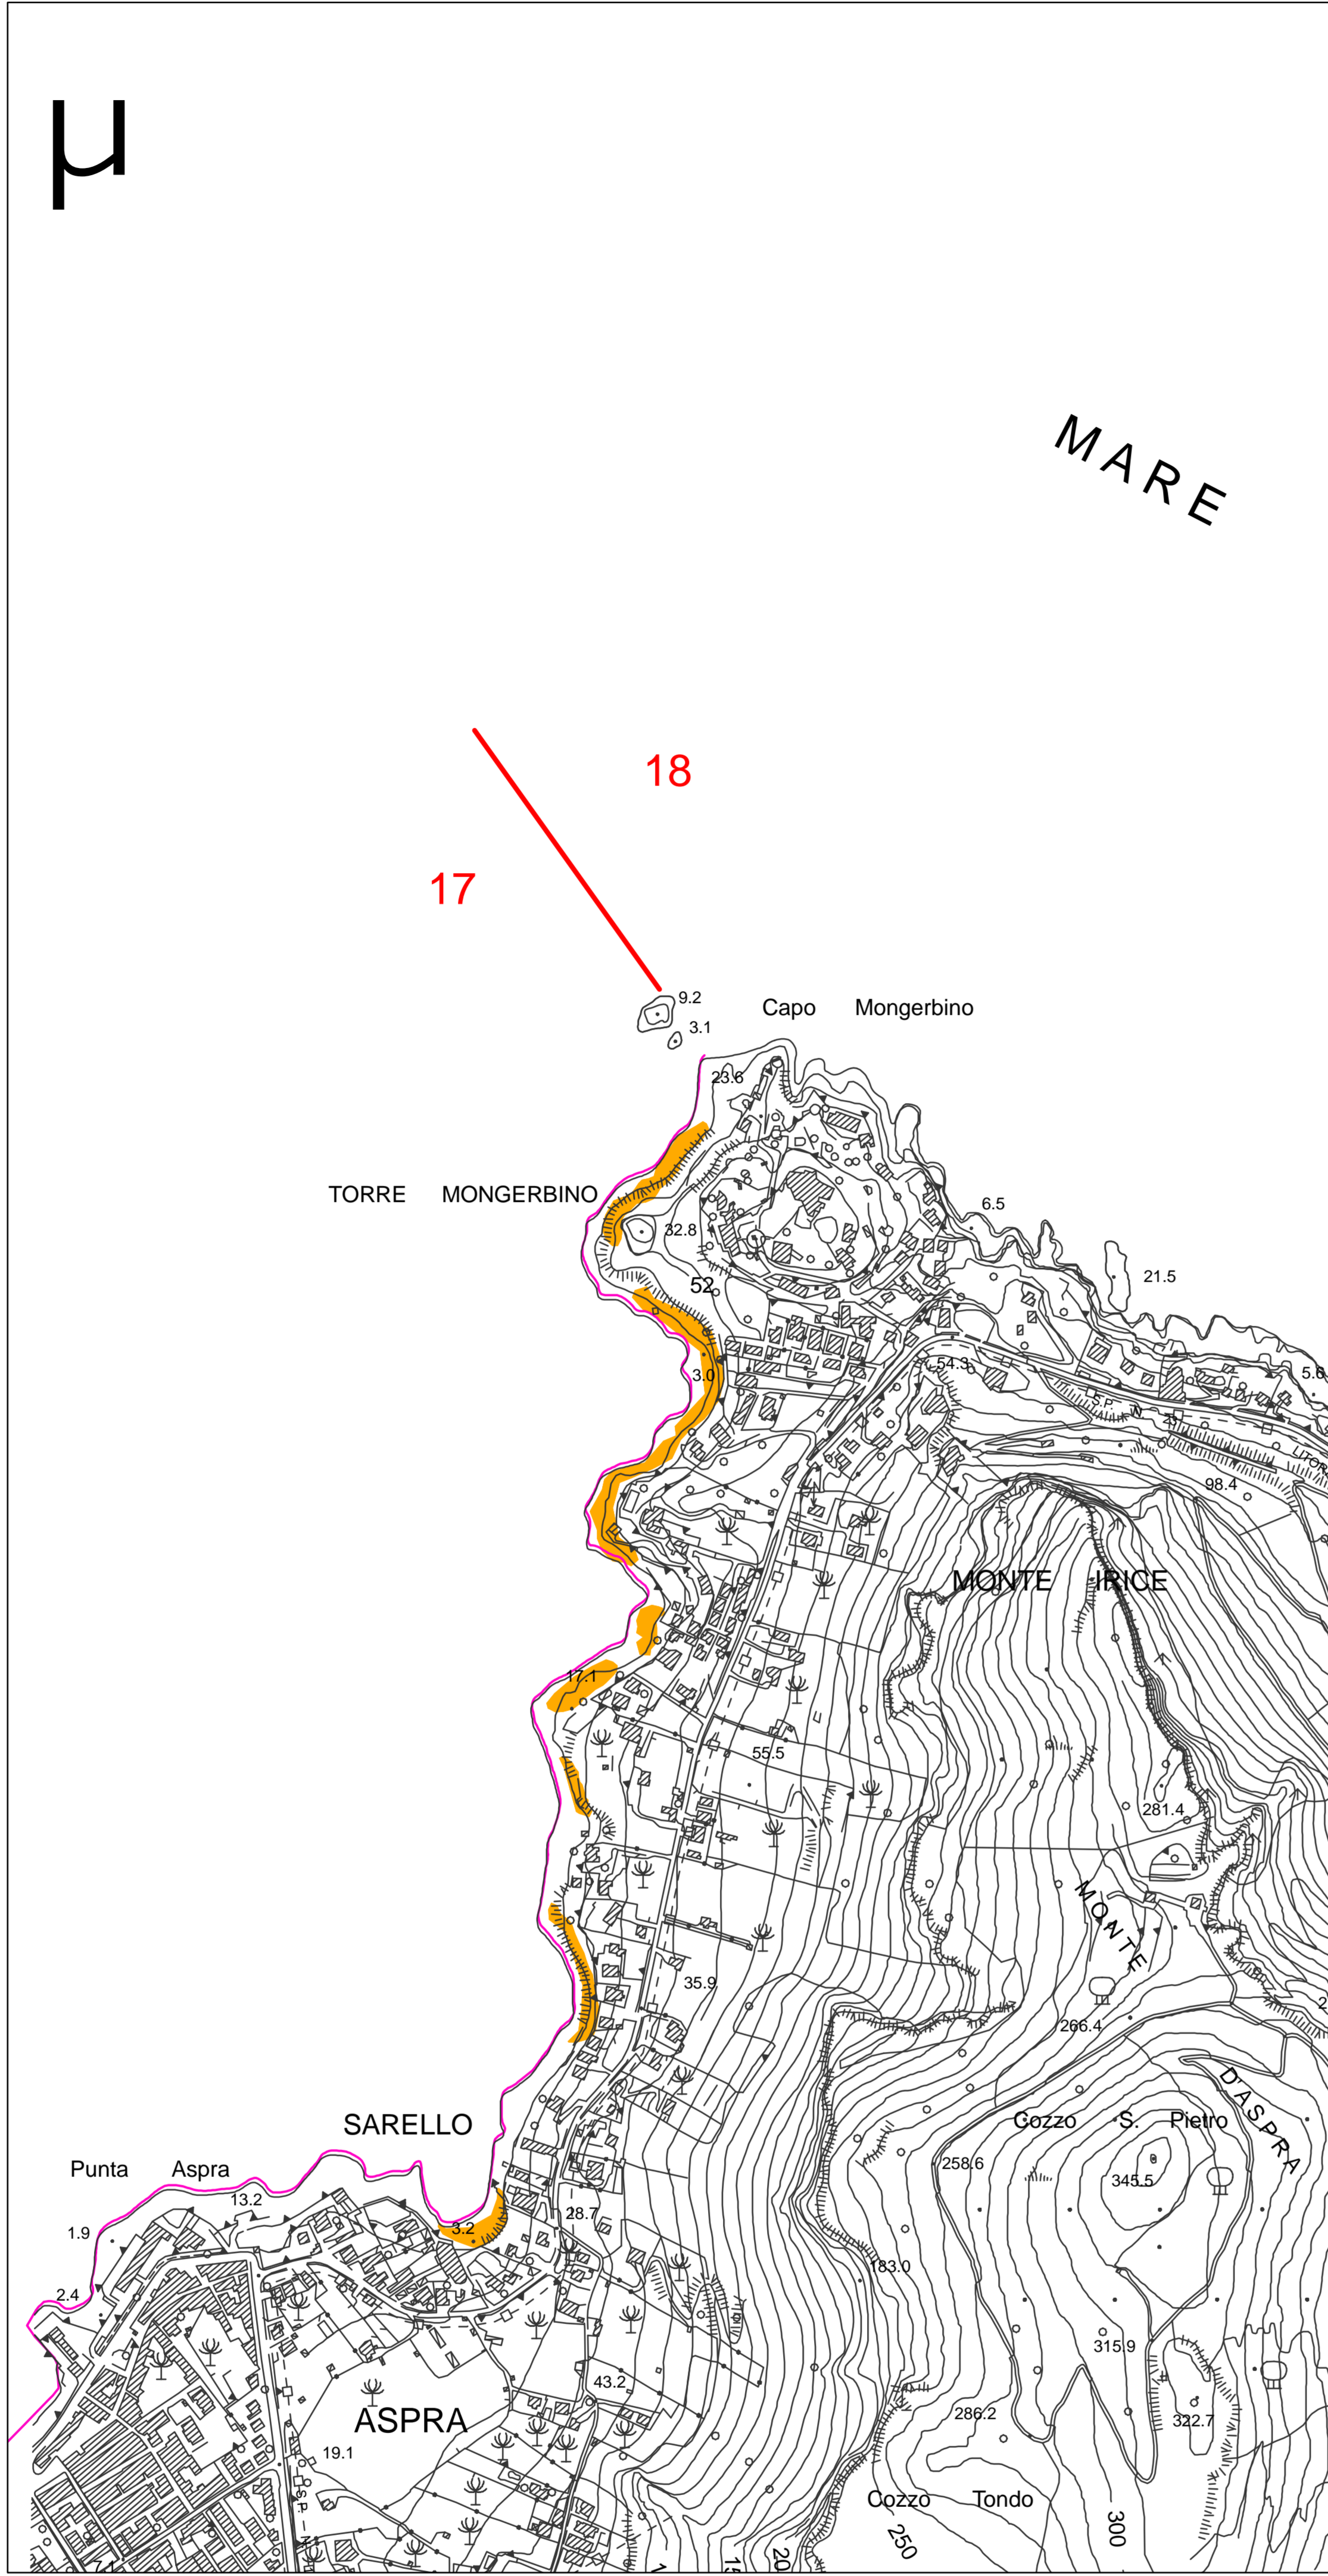 µ
MARE
18
17
9.2
Capo Mongerbino
3.1
23.6
TORRE MONGERBINO
6.5
32.8
21.5
52
54.3
3.0
5.6
S.P. N. 21
98.4
MONTE IRICE
17.1
55.5
281.4
MONTE
35.9
266.4
D'ASPRA
SARELLO
Cozzo S. Pietro
Punta Aspra
258.6
345.5
13.2
28.7
3.2
1.9
183.0
2.4
315.9
43.2
286.2
322.7
ASPRA
19.1
Cozzo Tondo
S.P. N.
300
250